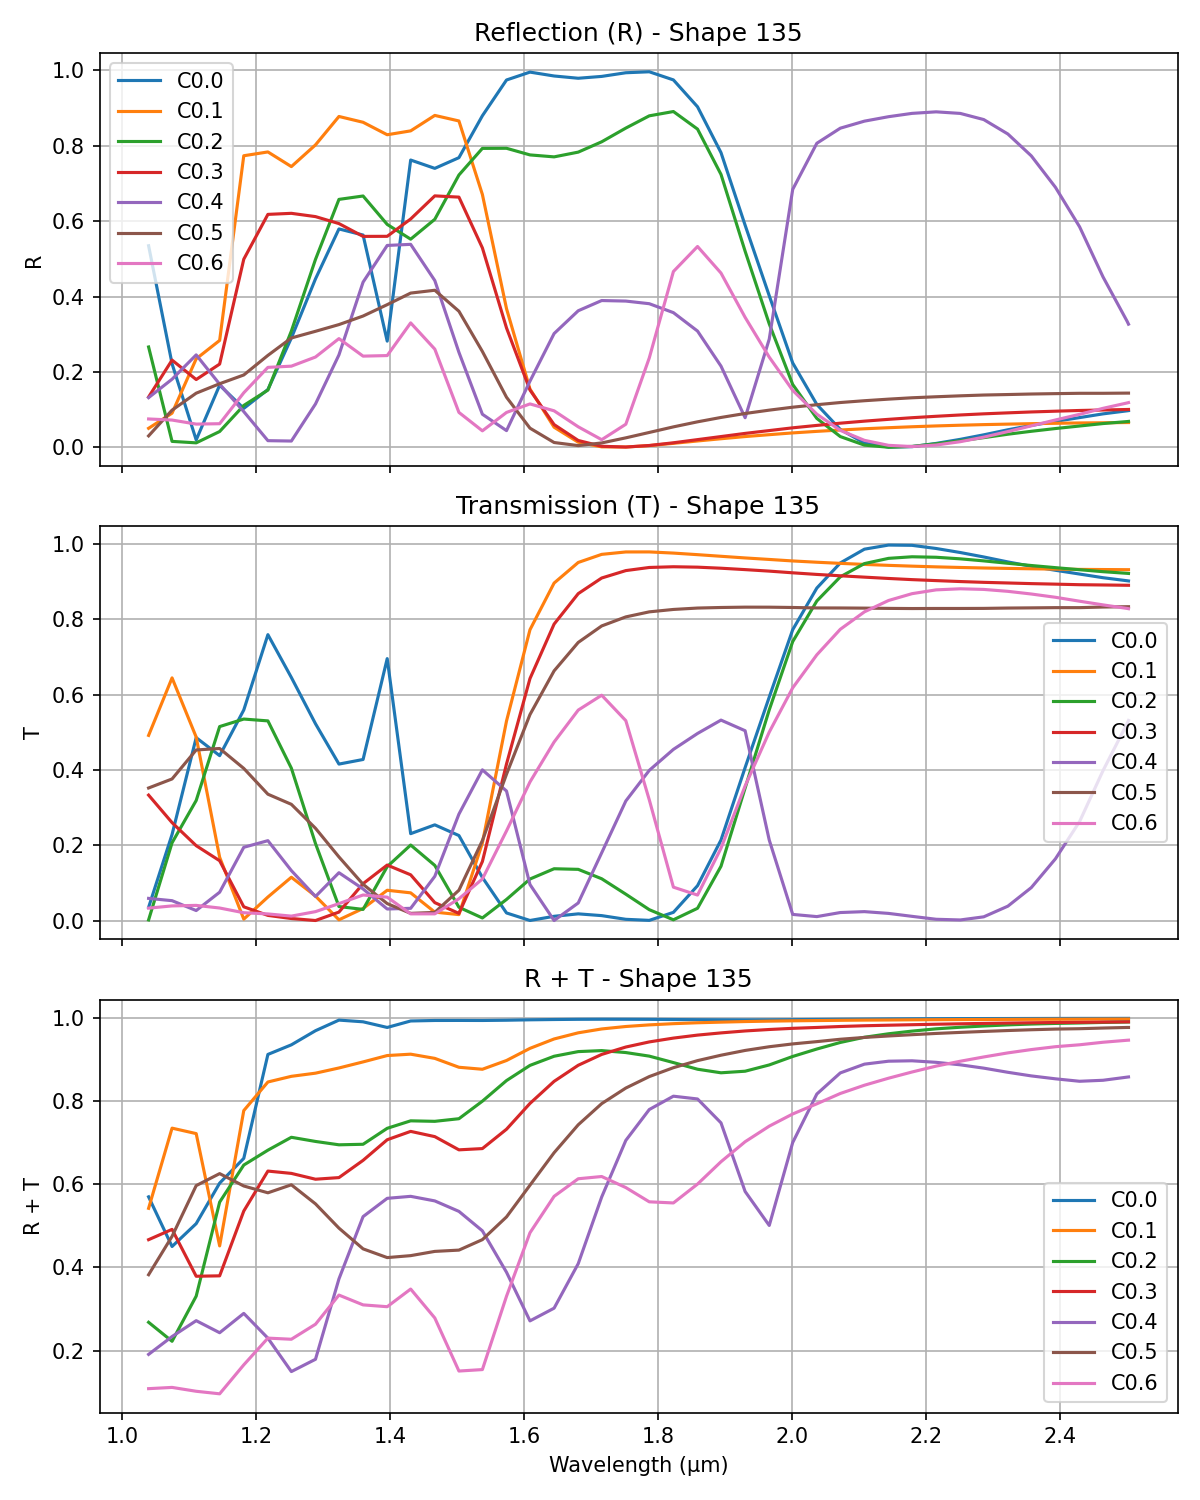 Reflection (R) - Shape 135
1.0
0.8
0.6
0.4
0.2
0.0
R
C0.0
C0.1
C0.2
C0.3
C0.4
C0.5
C0.6
Transmission (T) - Shape 135
1.0
0.8
0.6
0.4
0.2
0.0
T
C0.0
C0.1
C0.2
C0.3
C0.4
C0.5
C0.6
R + T - Shape 135
1.0
0.8
0.6
0.4
0.2
R + T
C0.0
C0.1
C0.2
C0.3
C0.4
C0.5
C0.6
1.0 1.2 1.4 1.6 1.8 2.0 2.2 2.4
Wavelength (μm)